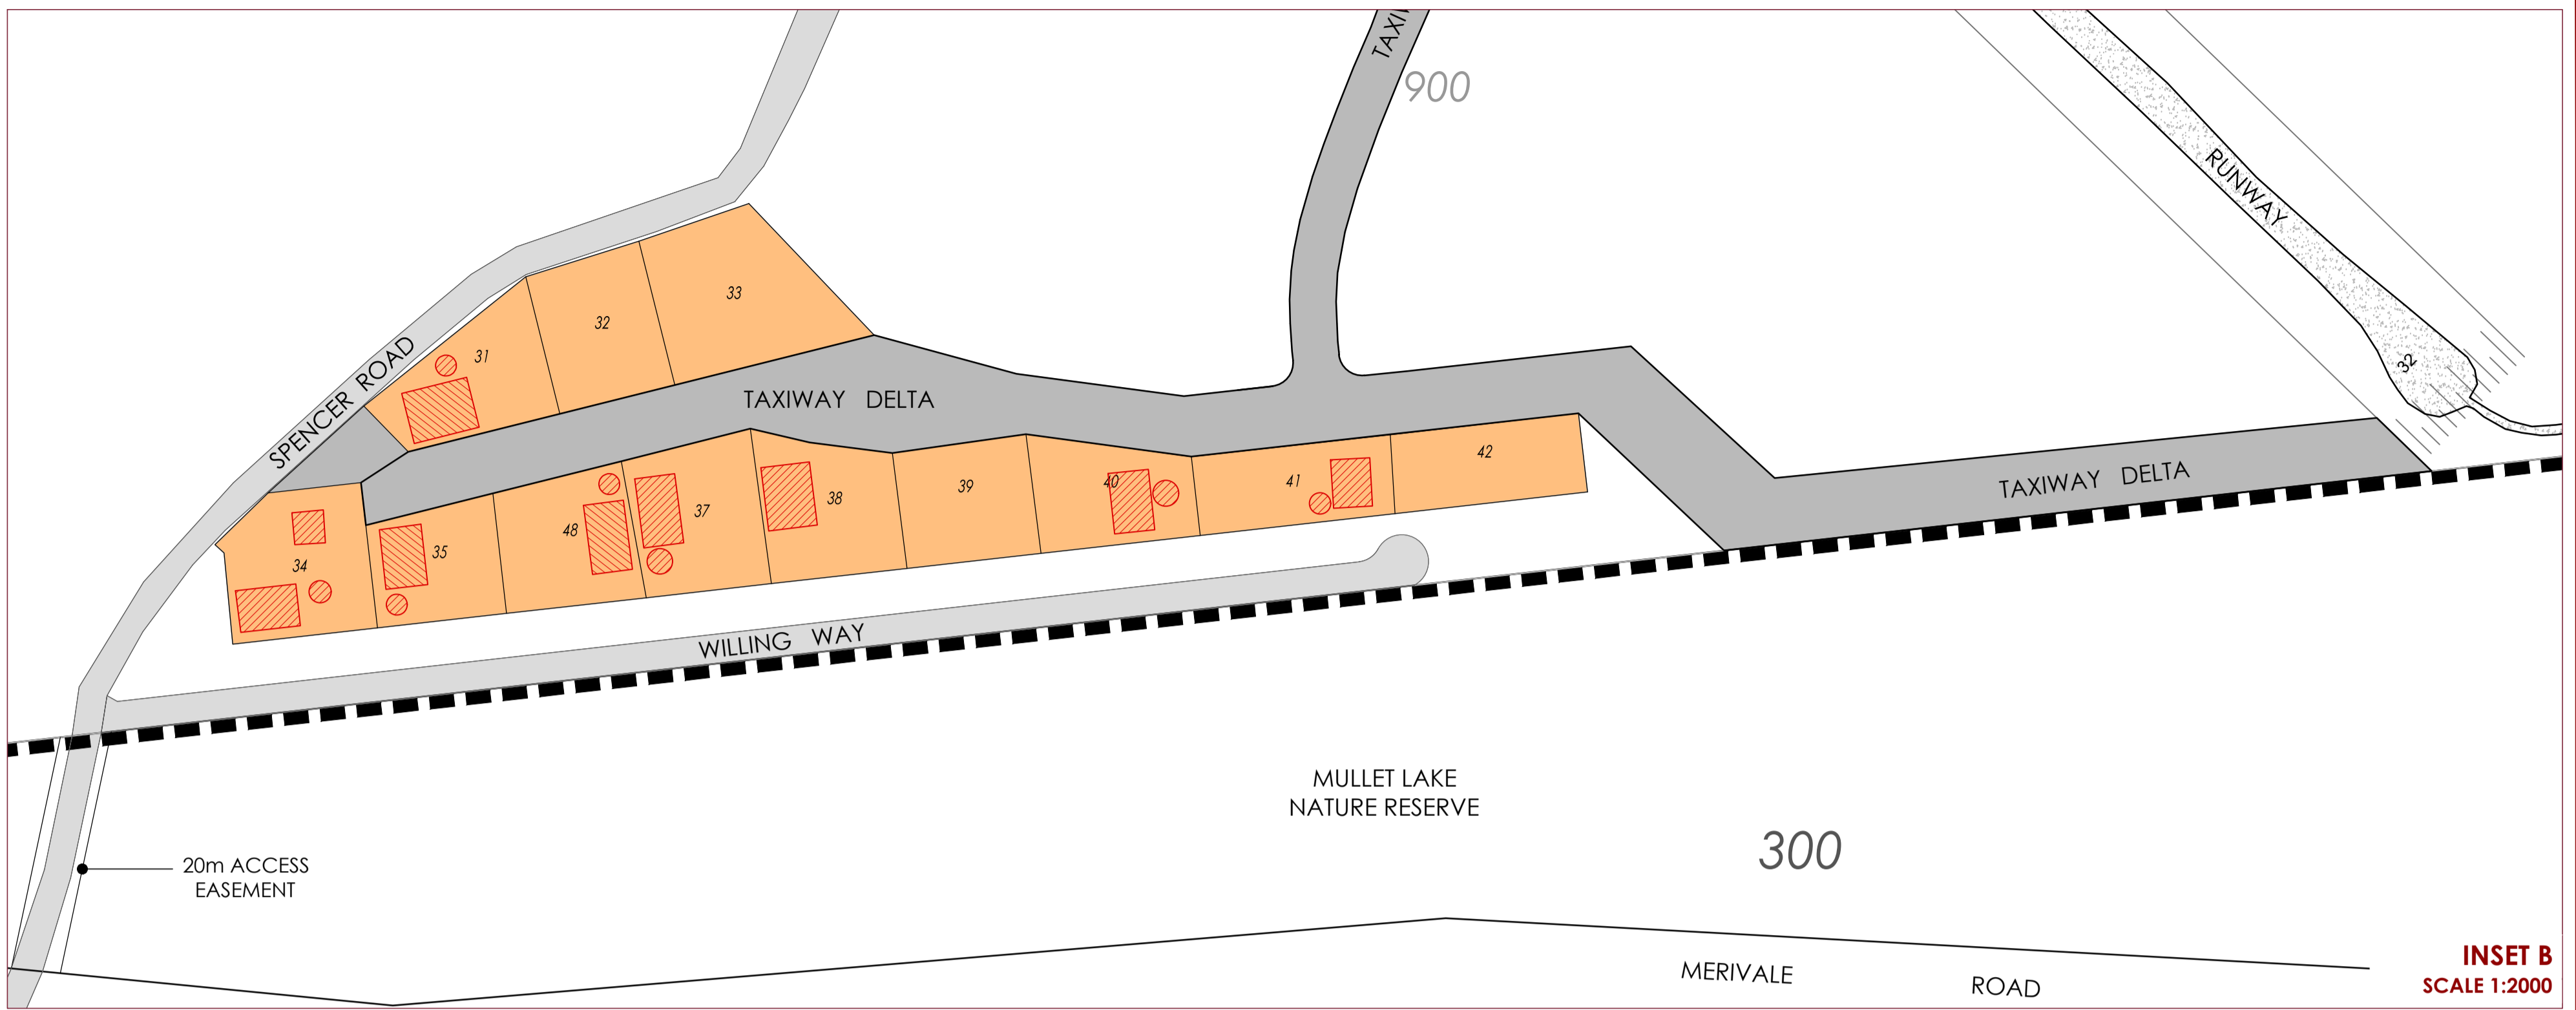 TAXI
900
RUNWAY
32
33
32
31
SPENCER ROAD
TAXIWAY DELTA
TAXIWAY DELTA
34
35
48
37
38
39
40
41
42
WILLING WAY
MULLET LAKE
NATURE RESERVE
300
20m ACCESS
EASEMENT
MERIVALE ROAD
INSET B
SCALE 1:2000